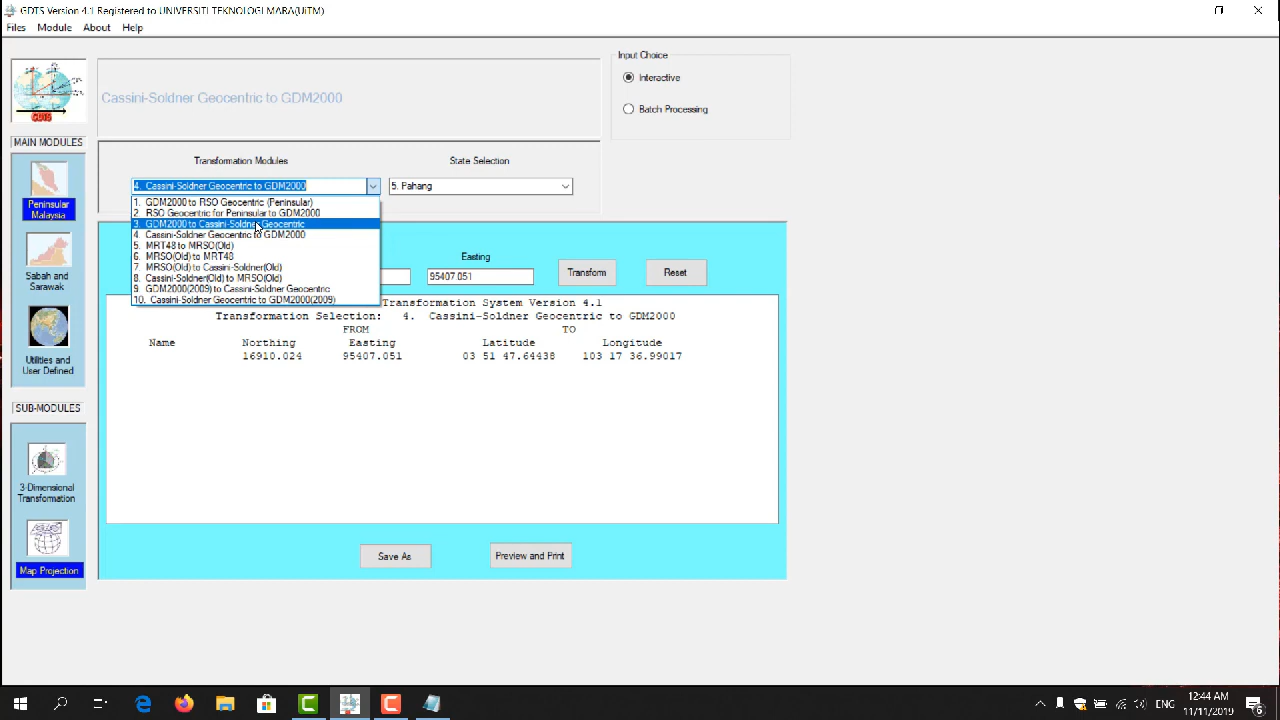 GDTS Version 4.1 Registered to UNIVERSITI TEKNOLOGI MARA(UiTM)
Files Module About Help
Input Choice
Interactive
Batch Processing
Cassini-Soldner Geocentric to GDM2000
GDTS
MAIN MODULES
Peninsular
Malaysia
Sabah and
Sarawak
Utilities and
User Defined
SUB-MODULES
3-Dimensional
Transformation
Map Projection
Transformation Modules State Selection
4. Cassini-Soldner Geocentric to GDM2000 5. Pahang
1. GDM2000 to RSO Geocentric (Peninsular)
2. RSO Geocentric for Peninsular to GDM2000
3. GDM2000 to Cassini-Soldner Geocentric
4. Cassini-Soldner Geocentric to GDM2000
5. MRT48 to MRSO(Old)
6. MRSO(Old) to MRT48
7. MRSO(Old) to Cassini-Soldner(Old)
8. Cassini-Soldner(Old) to MRSO(Old)
9. GDM2000(2009) to Cassini-Soldner Geocentric
10. Cassini-Soldner Geocentric to GDM2000(2009)
Easting
95407.051 Transform Reset
Transformation System Version 4.1
Transformation Selection: 4. Cassini-Soldner Geocentric to GDM2000
FROM TO
Name Northing Easting Latitude Longitude
16910.024 95407.051 03 51 47.64438 103 17 36.99017
Save As Preview and Print
ENG
12:44 AM
11/11/2019
6